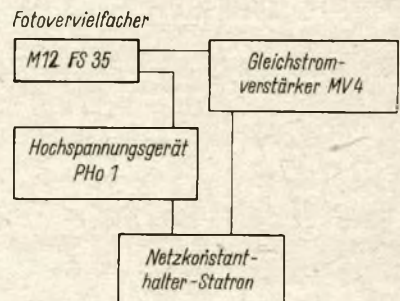 Fotovervielfacher
M12 FS 35
Gleichstrom-
verstärker MV4
Hochspannungsgerät
PHo 1
Netzkonstant-
halter-Statron